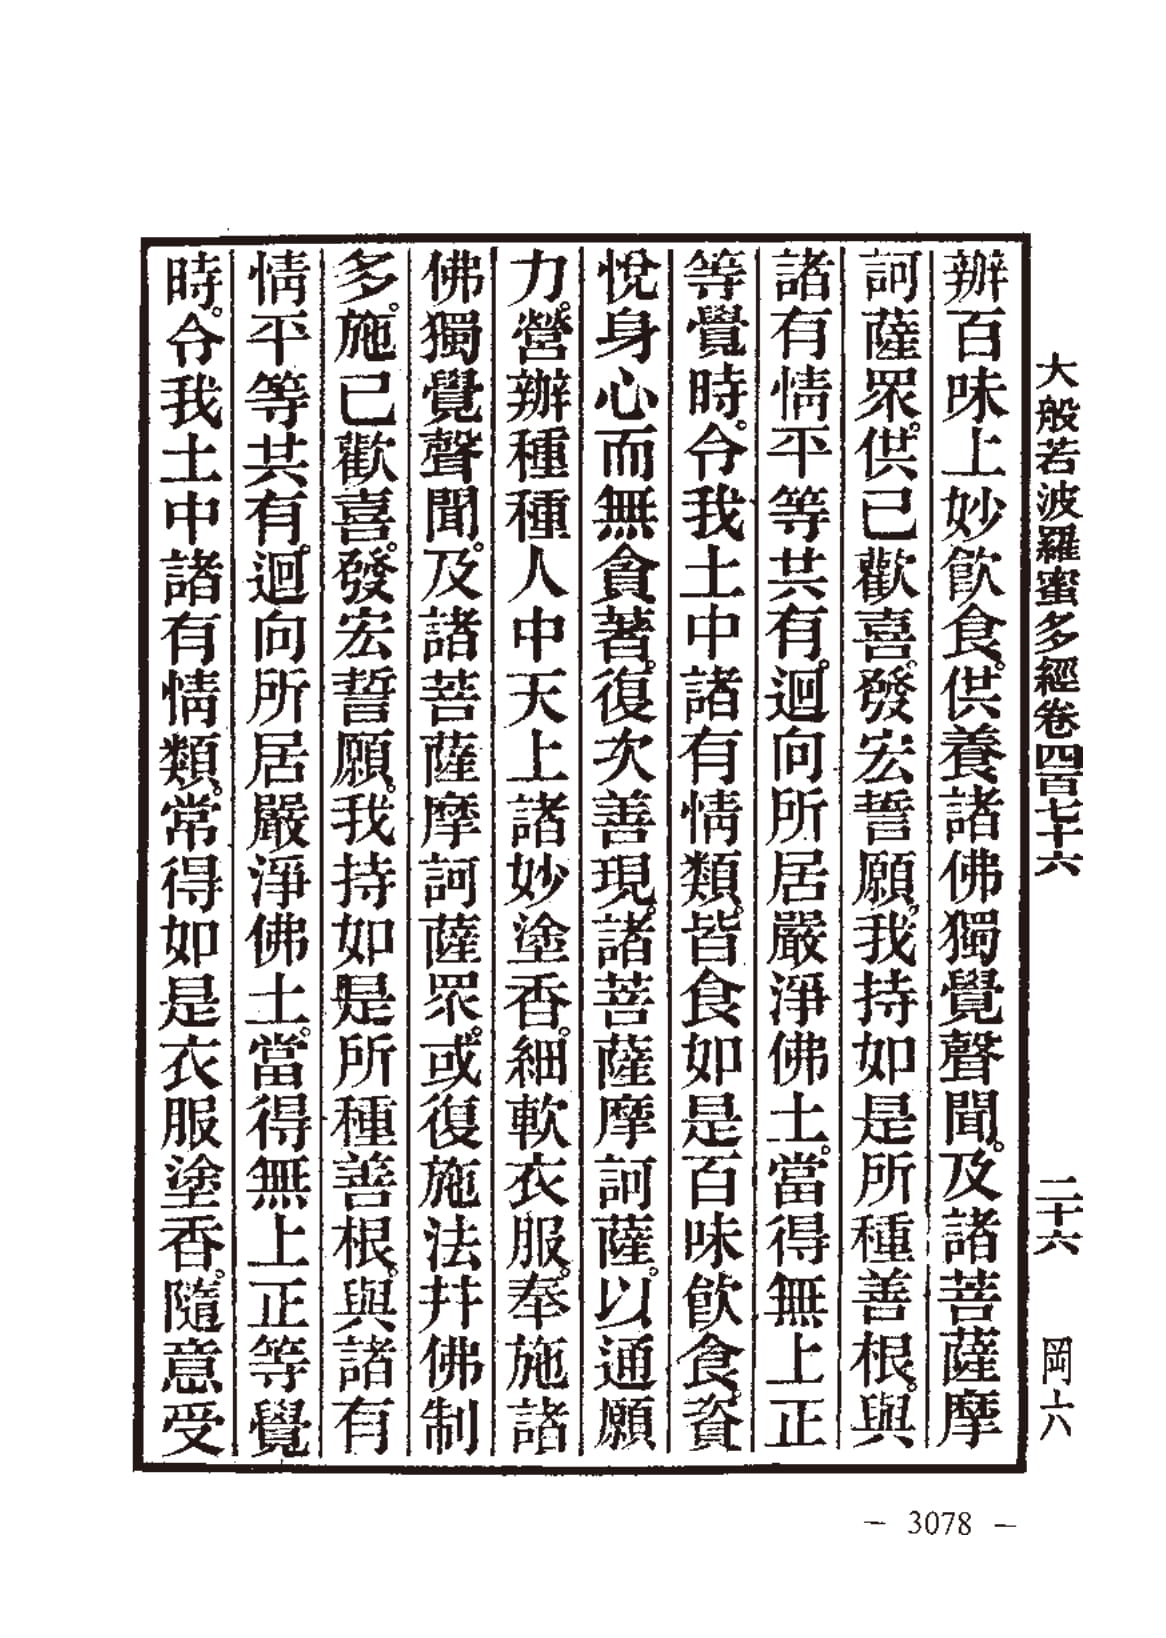 大般若波羅蜜多經卷四百七十六　二十六　岡六
辦百味上妙飲食。供養諸佛獨覺聲聞。及諸菩薩摩
訶薩眾。供已歡喜。發宏誓願。我持如是所種善根。與
諸有情平等共有。迴向所居嚴淨佛土。當得無上正
等覺時。令我土中諸有情類。皆食如是百味飲食。資
悅身心而無貪著。復次善現。諸菩薩摩訶薩。以通願
力。營辦種種人中天上諸妙塗香。細軟衣服。奉施諸
佛獨覺聲聞。及諸菩薩摩訶薩眾。或復施法幷佛制
多。施已歡喜。發宏誓願。我持如是所種善根。與諸有
情平等共有。迴向所居嚴淨佛土。當得無上正等覺
時。令我土中諸有情類。常得如是衣服塗香。隨意受
— 3078 —